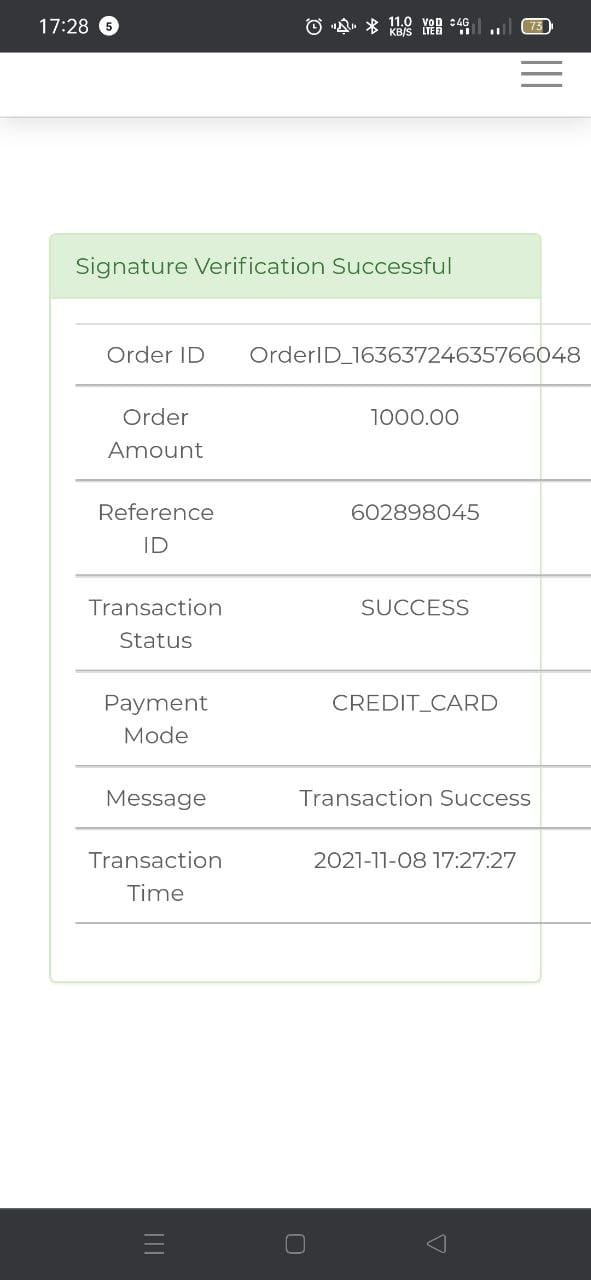 17:28 5 11.0 KB/S VoD LTE 4G 73
Signature Verification Successful
Order ID OrderID_16363724635766048
Order Amount 1000.00
Reference ID 602898045
Transaction Status SUCCESS
Payment Mode CREDIT_CARD
Message Transaction Success
Transaction Time 2021-11-08 17:27:27